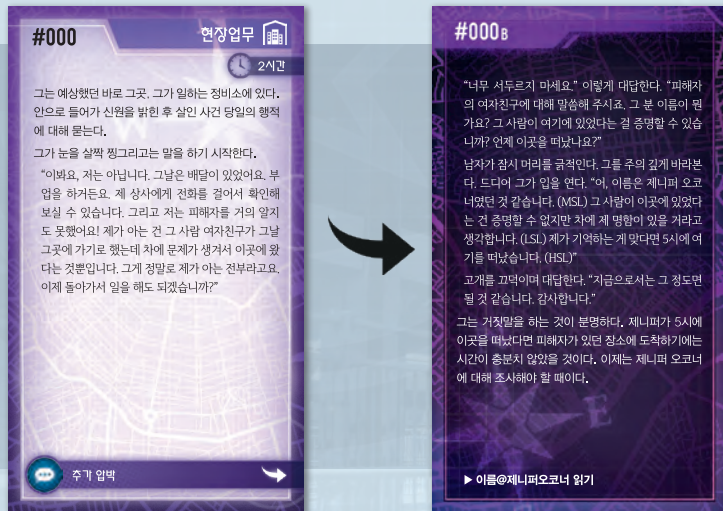 #000
현장업무
2시간
그는 예상했던 바로 그곳, 그가 일하는 정비소에 있다.
안으로 들어가 신원을 밝힌 후 살인 사건 당일의 행적
에 대해 묻는다.
그가 눈을 살짝 찡그리고는 말을 하기 시작한다.
“이봐요, 저는 아닙니다. 그날은 배달이 있었어요. 부
업을 하거든요. 제 상사에게 전화를 걸어서 확인해
보실 수 있습니다. 그리고 저는 피해자를 거의 알지
도 못했어요! 제가 아는 건 그 사람 여자친구가 그날
그곳에 가기로 했는데 차에 문제가 생겨서 이곳에 왔
다는 것뿐입니다. 그게 정말로 제가 아는 전부라고요.
이제 돌아가서 일을 해도 되겠습니까?”
추가 압박
#000B
“너무 서두르지 마세요.” 이렇게 대답한다. “피해자
의 여자친구에 대해 말씀해 주시죠. 그 분 이름이 뭔
가요? 그 사람이 여기에 있었다는 걸 증명할 수 있습
니까? 언제 이곳을 떠났나요?”
남자가 잠시 머리를 긁적인다. 그를 주의 깊게 바라본
다. 드디어 그가 입을 연다. “어, 이름은 제니퍼 오코
너였던 것 같습니다. (MSL) 그 사람이 이곳에 있었다
는 건 증명할 수 없지만 차에 제 명함이 있을 거라고
생각합니다. (LSL) 제가 기억하는 게 맞다면 5시에 여
기를 떠났습니다. (HSL)”
고개를 끄덕이며 대답한다. “지금으로서는 그 정도면
될 것 같습니다. 감사합니다.”
그는 거짓말을 하는 것이 분명하다. 제니퍼가 5시에
이곳을 떠났다면 피해자가 있던 장소에 도착하기에는
시간이 충분치 않았을 것이다. 이제는 제니퍼 오코너
에 대해 조사해야 할 때이다.
▶ 이름@제니퍼오코너 읽기
W
E